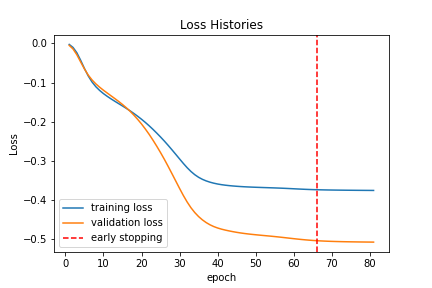 Loss Histories
0.0
−0.1
−0.2
−0.3
−0.4
−0.5
Loss
training loss
validation loss
early stopping
0 10 20 30 40 50 60 70 80
epoch